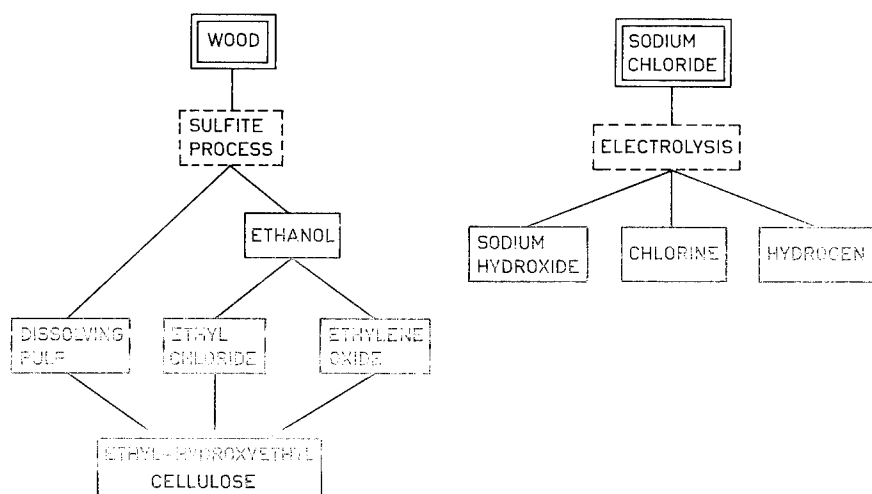 WOOD
SULFITE
PROCESS
ETHANOL
DISSOLVING
PULP
ETHYL
CHLORIDE
ETHYLENE
OXIDE
ETHYL-HYDROXYETHYL
CELLULOSE
SODIUM
CHLORIDE
ELECTROLYSIS
SODIUM
HYDROXIDE
CHLORINE
HYDROGEN